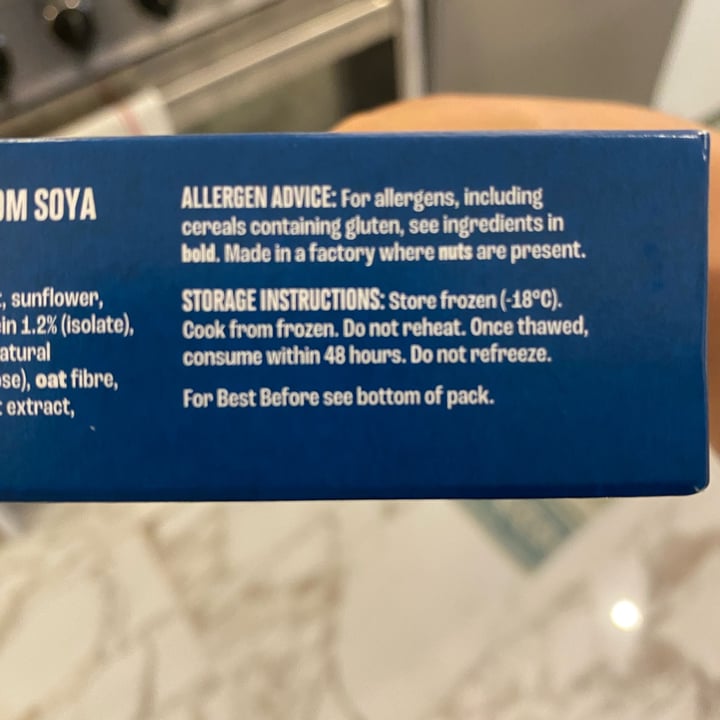 OM SOYA
, sunflower,
in 1.2% (isolate),
atural
se), oat fibre,
extract,
ALLERGEN ADVICE: For allergens, including
cereals containing gluten, see ingredients in
bold. Made in a factory where nuts are present.
STORAGE INSTRUCTIONS: Store frozen (-18°C).
Cook from frozen. Do not reheat. Once thawed,
consume within 48 hours. Do not refreeze.
For Best Before see bottom of pack.